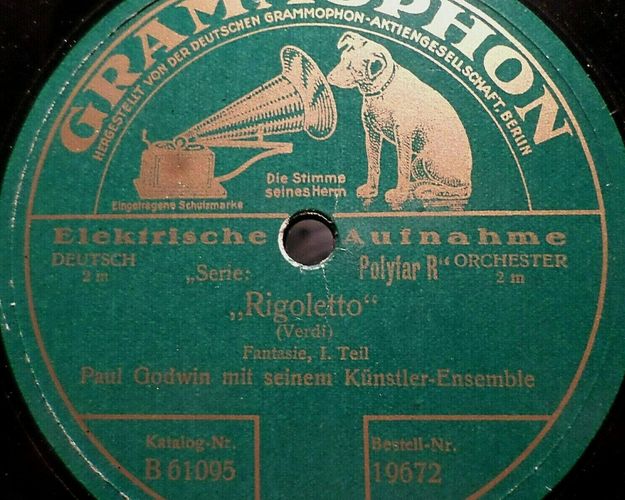 GRAMMOPHON
HERGESTELLT VON DER DEUTSCHEN GRAMMOPHON-AKTIENGESELLSCHAFT, BERLIN
Die Stimme
seines Herrn
Eingetragene Schutzmarke
Elektrische Aufnahme
DEUTSCH „Serie: Polyfar R“ ORCHESTER
2 m 2 m
„Rigoletto“
(Verdi)
Fantasie, I. Teil
Paul Godwin mit seinem Künstler-Ensemble
Katalog-Nr. Bestell-Nr.
B 61095 19672